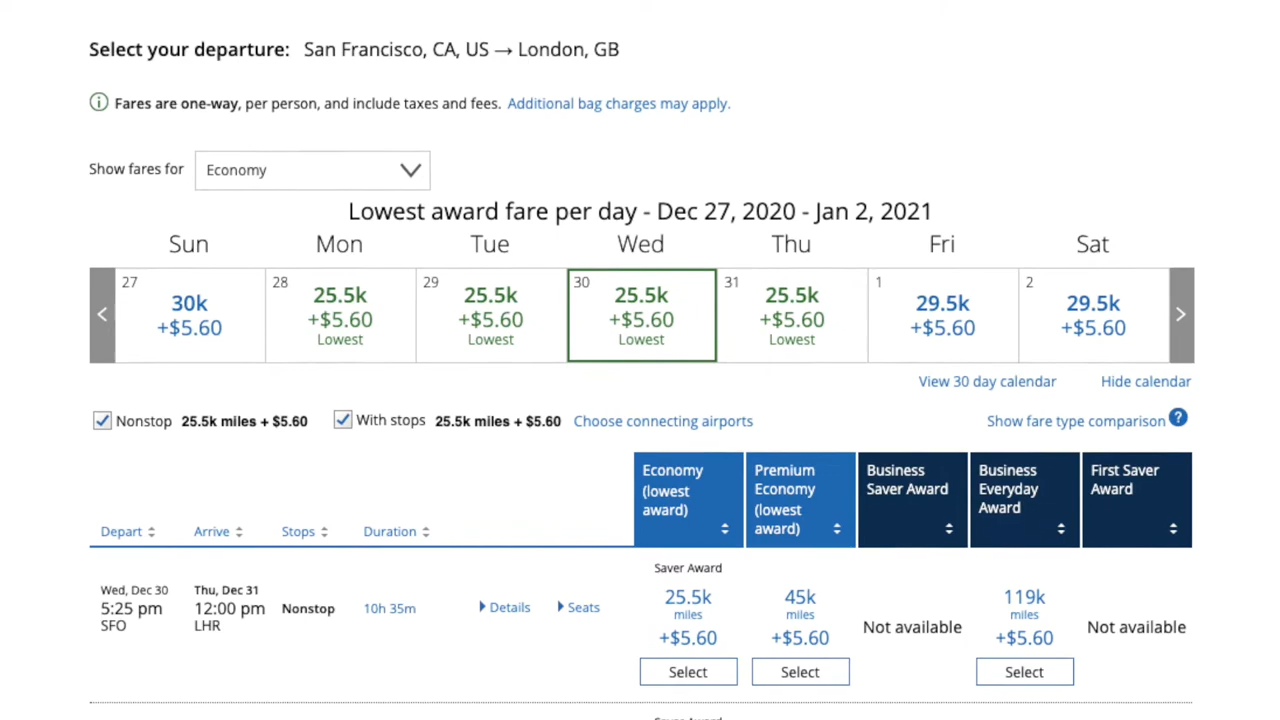 Select your departure: San Francisco, CA, US → London, GB
Fares are one-way, per person, and include taxes and fees. Additional bag charges may apply.
Show fares for Economy
Lowest award fare per day - Dec 27, 2020 - Jan 2, 2021
Sun Mon Tue Wed Thu Fri Sat
27 28 29 30 31 1 2
30k 25.5k 25.5k 25.5k 25.5k 29.5k 29.5k
+$5.60 +$5.60 +$5.60 +$5.60 +$5.60 +$5.60 +$5.60
Lowest Lowest Lowest Lowest
View 30 day calendar Hide calendar
Nonstop 25.5k miles + $5.60 With stops 25.5k miles + $5.60 Choose connecting airports Show fare type comparison ?
Depart Arrive Stops Duration
Economy (lowest award)
Premium Economy (lowest award)
Business Saver Award
Business Everyday Award
First Saver Award
Saver Award
Wed, Dec 30
5:25 pm
SFO
Thu, Dec 31
12:00 pm
LHR
Nonstop
10h 35m
Details
Seats
25.5k
miles
+$5.60
Select
45k
miles
+$5.60
Select
Not available
119k
miles
+$5.60
Select
Not available